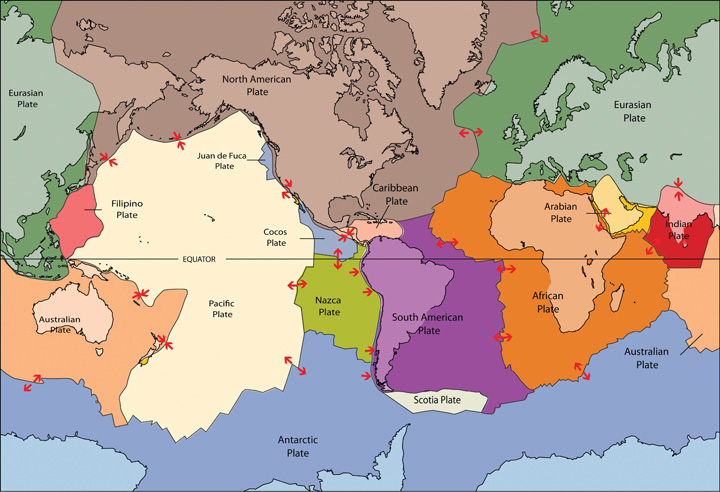 North American
Plate
Eurasian
Plate
Eurasian
Plate
Juan de Fuca
Plate
Caribbean
Plate
Filipino
Plate
Arabian
Plate
Indian
Plate
Cocos
Plate
EQUATOR
Pacific
Plate
Nazca
Plate
African
Plate
Australian
Plate
South American
Plate
Australian
Plate
Scotia Plate
Antarctic
Plate